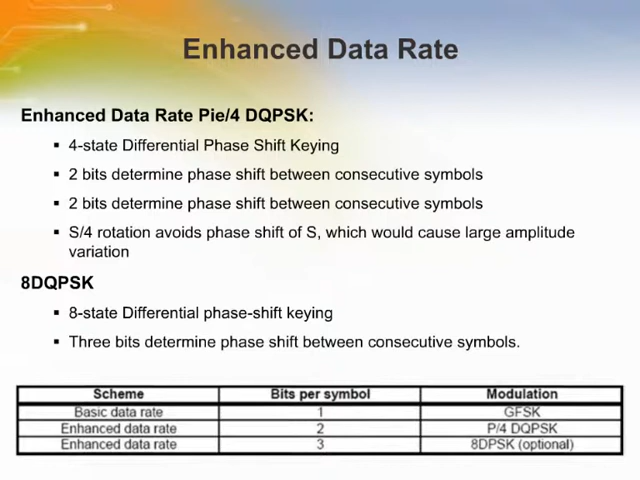 Enhanced Data Rate
Enhanced Data Rate Pie/4 DQPSK:
▪ 4-state Differential Phase Shift Keying
▪ 2 bits determine phase shift between consecutive symbols
▪ 2 bits determine phase shift between consecutive symbols
▪ S/4 rotation avoids phase shift of S, which would cause large amplitude
variation
8DQPSK
▪ 8-state Differential phase-shift keying
▪ Three bits determine phase shift between consecutive symbols.
Scheme Bits per symbol Modulation
Basic data rate 1 GFSK
Enhanced data rate 2 P/4 DQPSK
Enhanced data rate 3 8DPSK (optional)